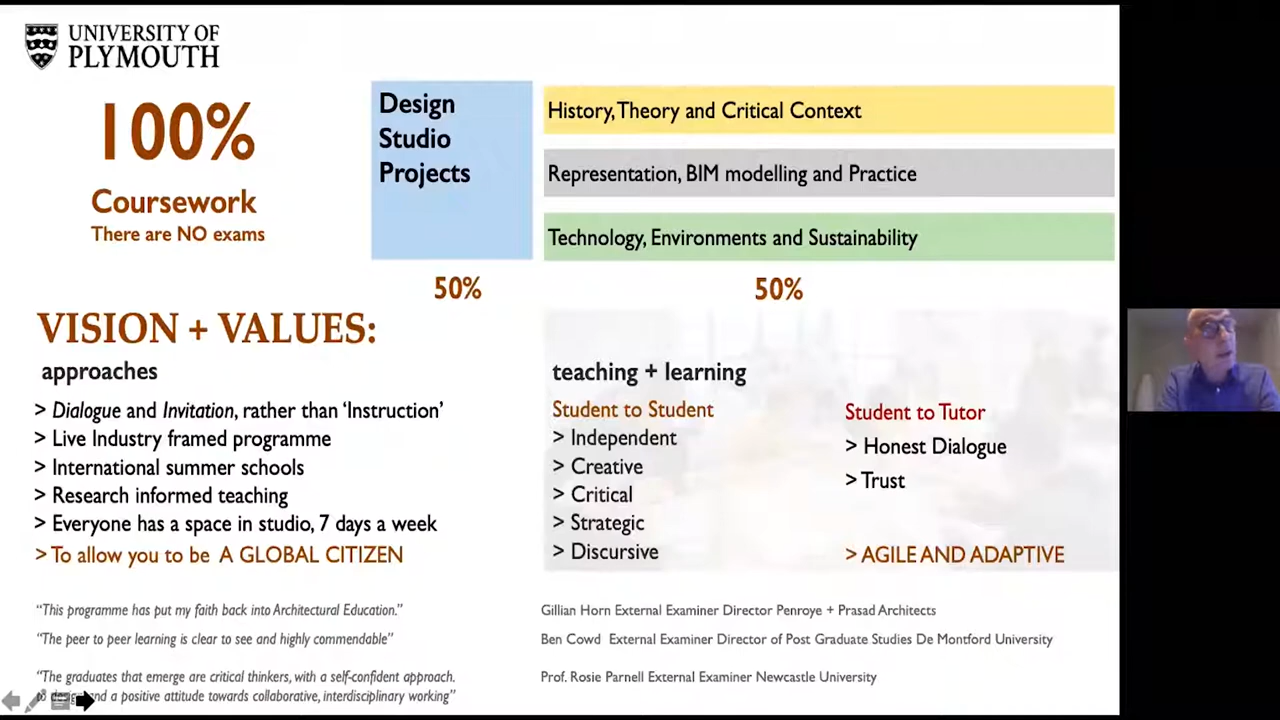 UNIVERSITY OF
PLYMOUTH
100%
Coursework
There are NO exams
Design
Studio
Projects
50%
History, Theory and Critical Context
Representation, BIM modelling and Practice
Technology, Environments and Sustainability
50%
VISION + VALUES:
approaches
> Dialogue and Invitation, rather than ‘Instruction’
> Live Industry framed programme
> International summer schools
> Research informed teaching
> Everyone has a space in studio, 7 days a week
> To allow you to be A GLOBAL CITIZEN
teaching + learning
Student to Student
> Independent
> Creative
> Critical
> Strategic
> Discursive
Student to Tutor
> Honest Dialogue
> Trust
> AGILE AND ADAPTIVE
“This programme has put my faith back into Architectural Education.” Gillian Horn External Examiner Director Penroye + Prasad Architects
“The peer to peer learning is clear to see and highly commendable” Ben Cowd External Examiner Director of Post Graduate Studies De Montford University
“The graduates that emerge are critical thinkers, with a self-confident approach. Prof. Rosie Parnell External Examiner Newcastle University
and a positive attitude towards collaborative, interdisciplinary working”